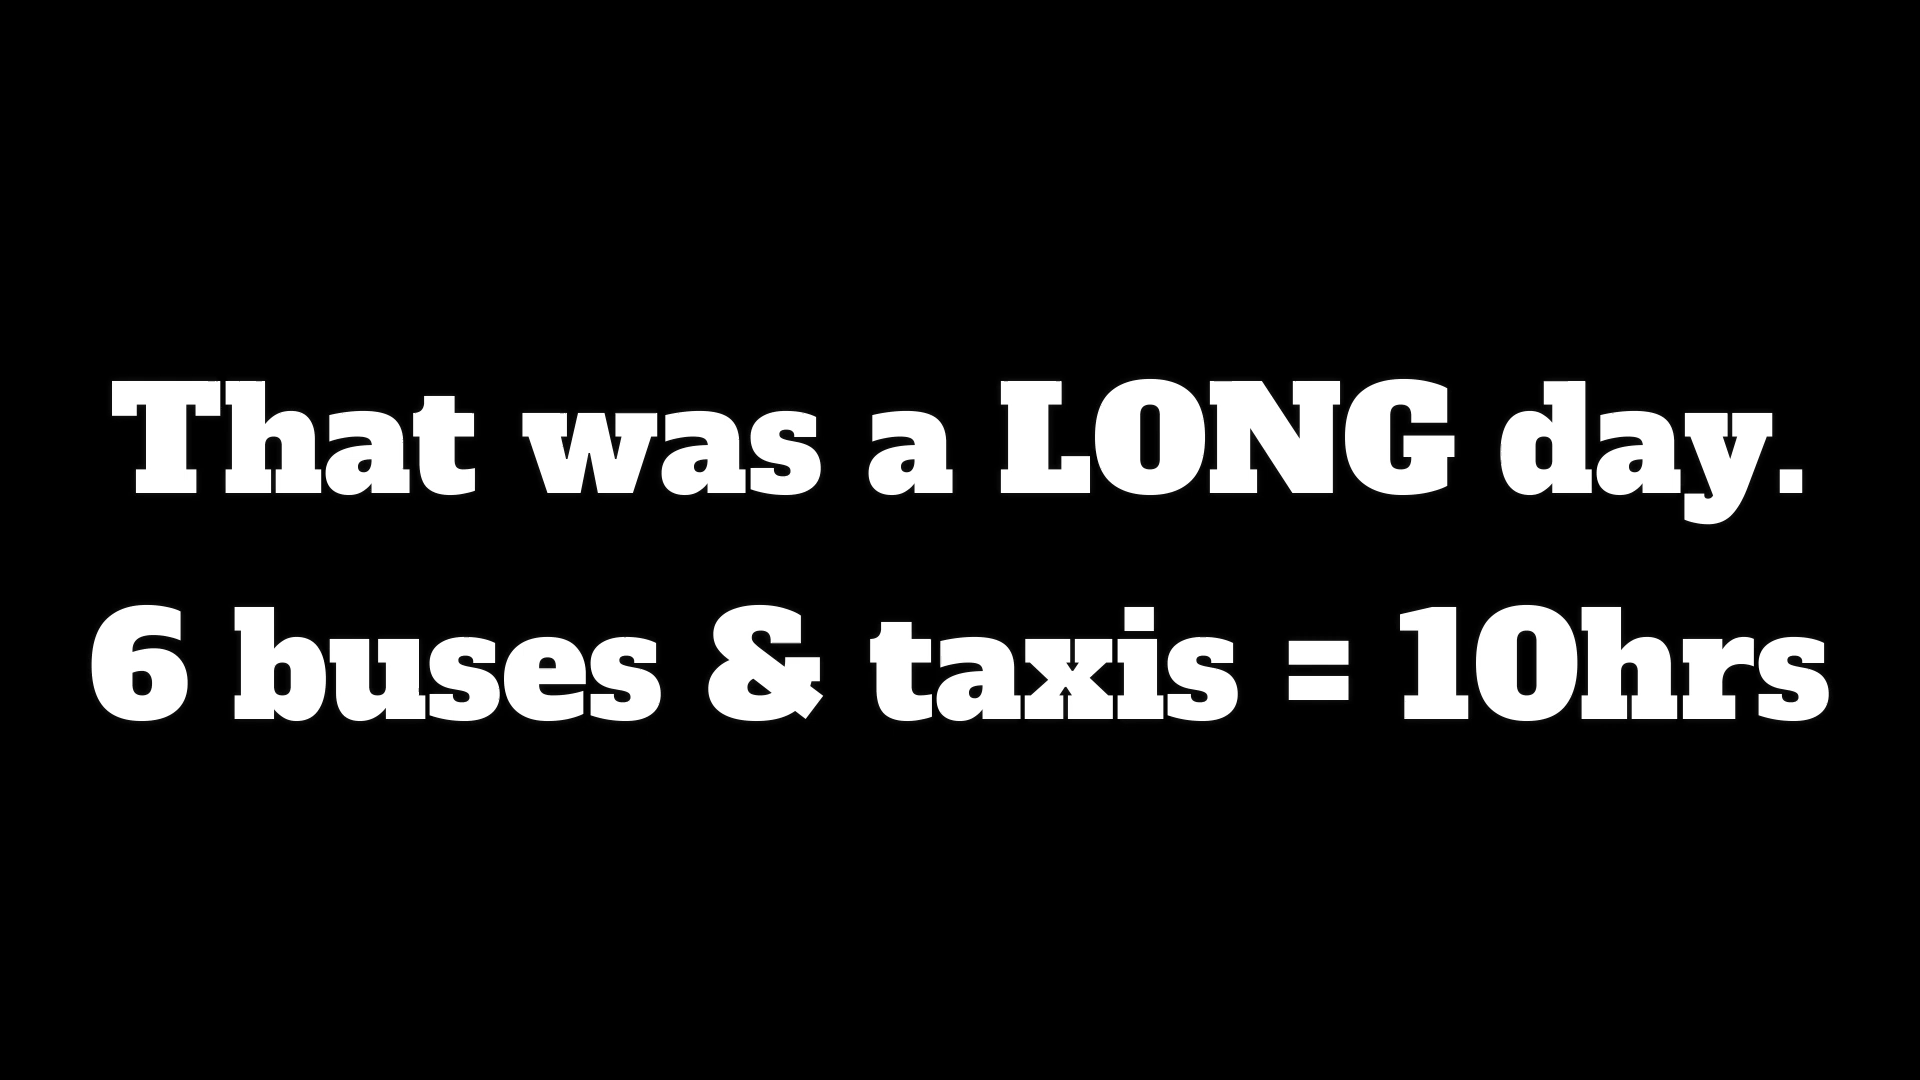 That was a LONG day.
6 buses & taxis = 10hrs